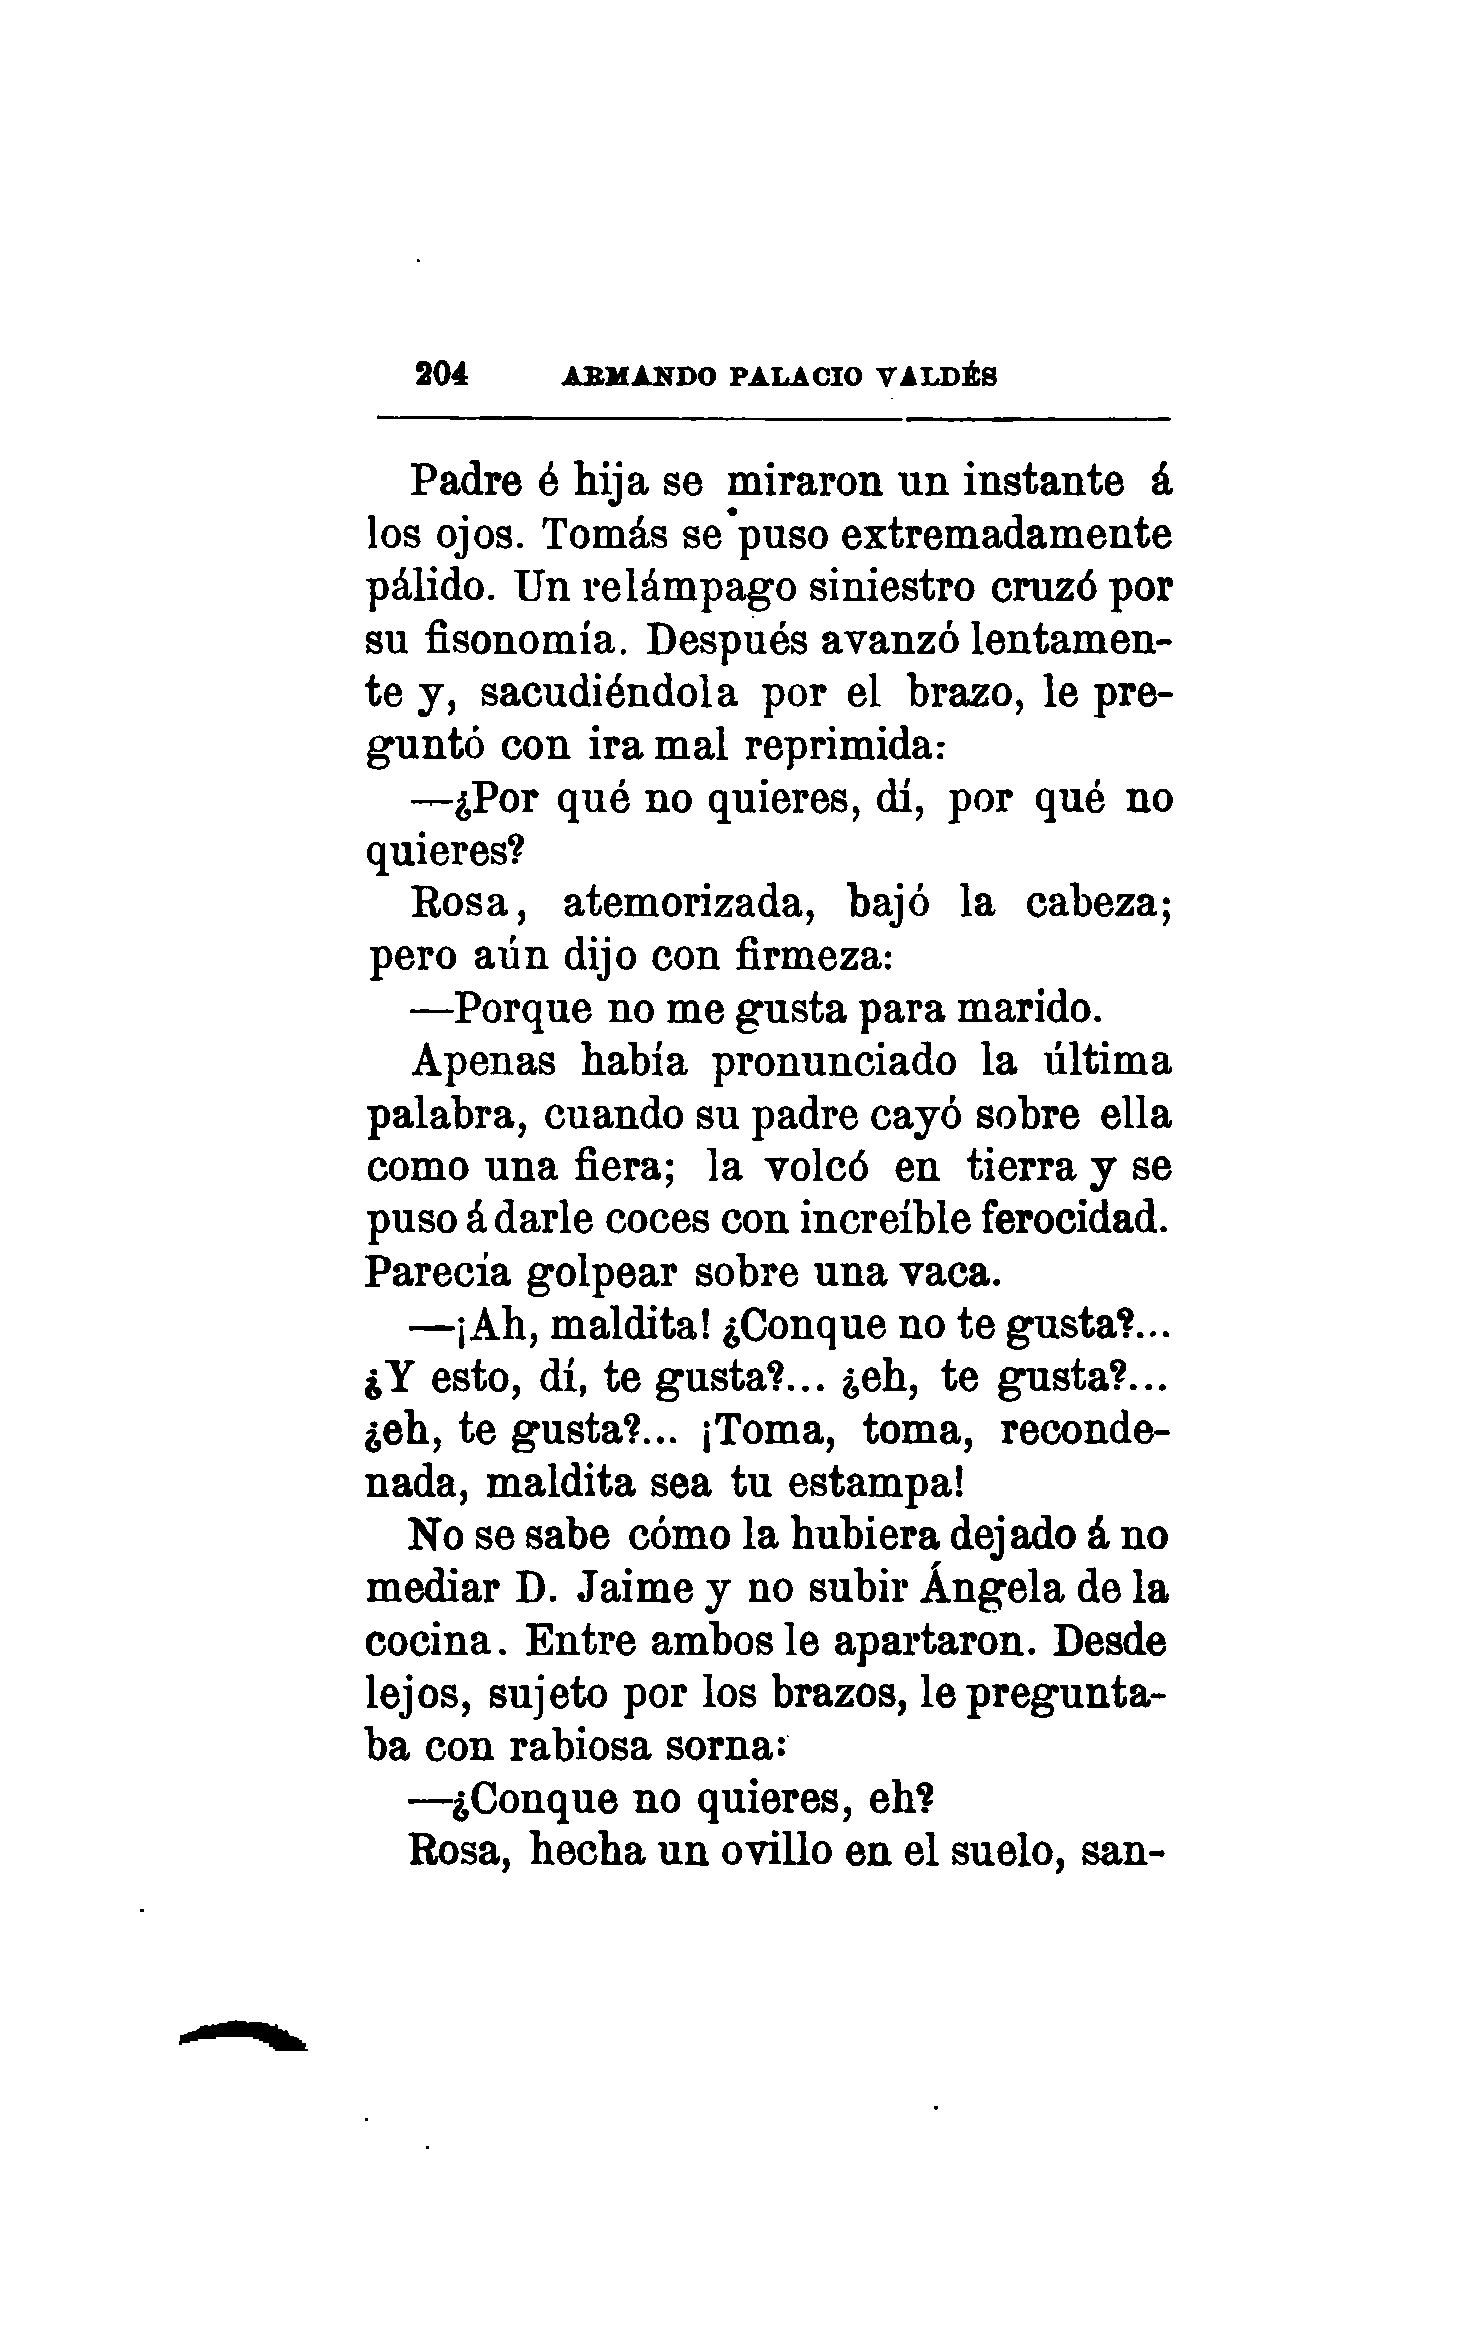 204 ARMANDO PALACIO VALDÉS
Padre é hija se miraron un instante á
los ojos. Tomás se puso extremadamente
pálido. Un relámpago siniestro cruzó por
su fisonomía. Después avanzó lentamen-
te y, sacudiéndola por el brazo, le pre-
guntó con ira mal reprimida:
—¿Por qué no quieres, dí, por qué no
quieres?
Rosa, atemorizada, bajó la cabeza;
pero aún dijo con firmeza:
—Porque no me gusta para marido.
Apenas había pronunciado la última
palabra, cuando su padre cayó sobre ella
como una fiera; la volcó en tierra y se
puso á darle coces con increíble ferocidad.
Parecía golpear sobre una vaca.
—¡Ah, maldita! ¿Conque no te gusta?...
¿Y esto, dí, te gusta?... ¿eh, te gusta?...
¿eh, te gusta?... ¡Toma, toma, reconde-
nada, maldita sea tu estampa!
No se sabe cómo la hubiera dejado á no
mediar D. Jaime y no subir Ángela de la
cocina. Entre ambos le apartaron. Desde
lejos, sujeto por los brazos, le pregunta-
ba con rabiosa sorna:
—¿Conque no quieres, eh?
Rosa, hecha un ovillo en el suelo, san-